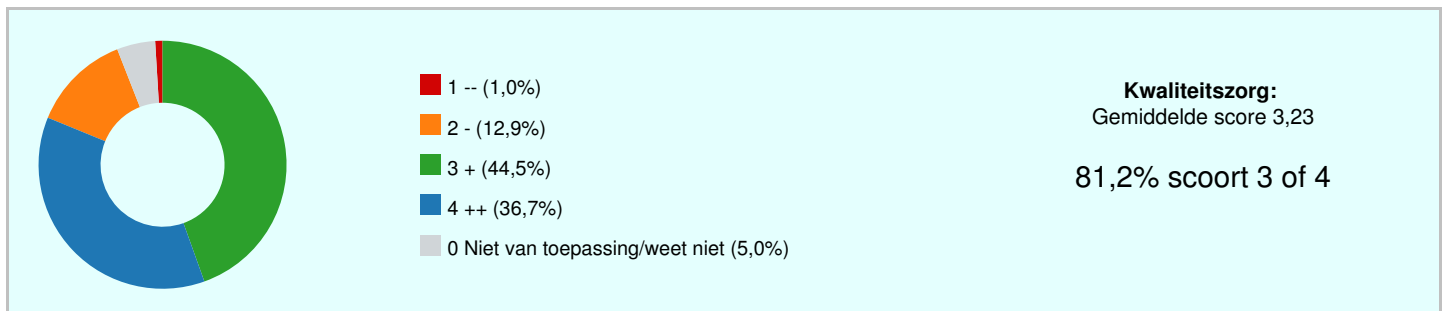 1 -- (1,0%)
2 - (12,9%)
3 + (44,5%)
4 ++ (36,7%)
0 Niet van toepassing/weet niet (5,0%)
Kwaliteitszorg:
Gemiddelde score 3,23
81,2% scoort 3 of 4